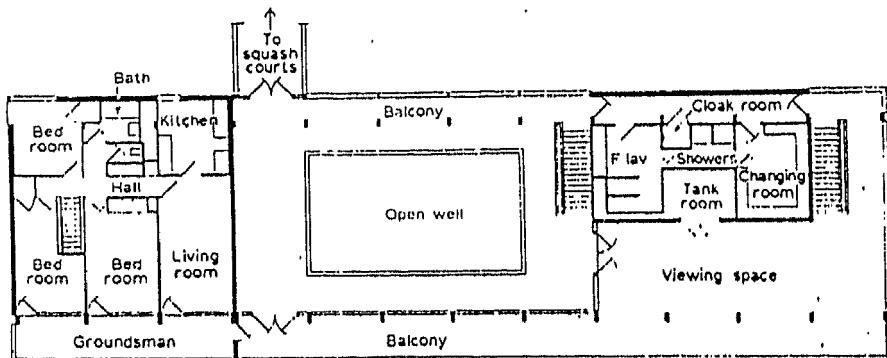 To
squash
courts
Bath
Bed
room
Kitchen
Balcony
Cloak room
F lav
Showers
Changing
room
Hall
Tank
room
Open well
Bed
room
Bed
room
Living
room
Viewing space
Groundsman
Balcony